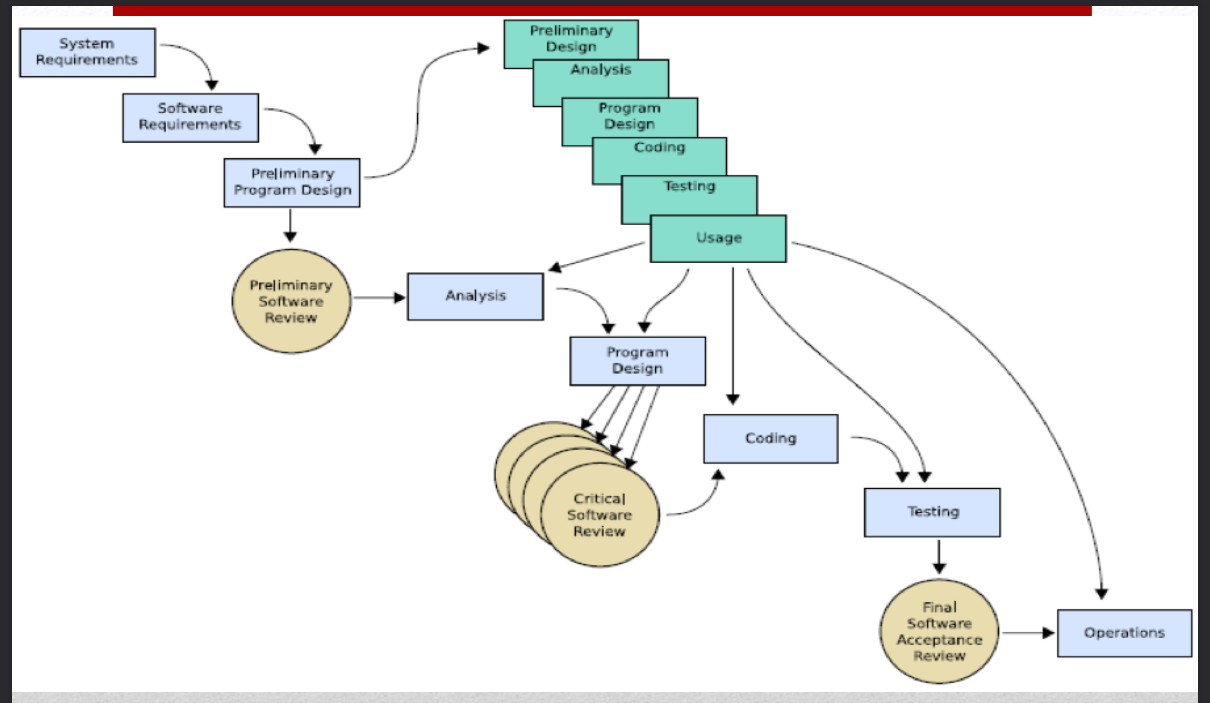 System
Requirements
Software
Requirements
Preliminary
Program Design
Preliminary
Design
Analysis
Program
Design
Coding
Testing
Usage
Preliminary
Software
Review
Analysis
Program
Design
Critical
Software
Review
Coding
Testing
Final
Software
Acceptance
Review
Operations